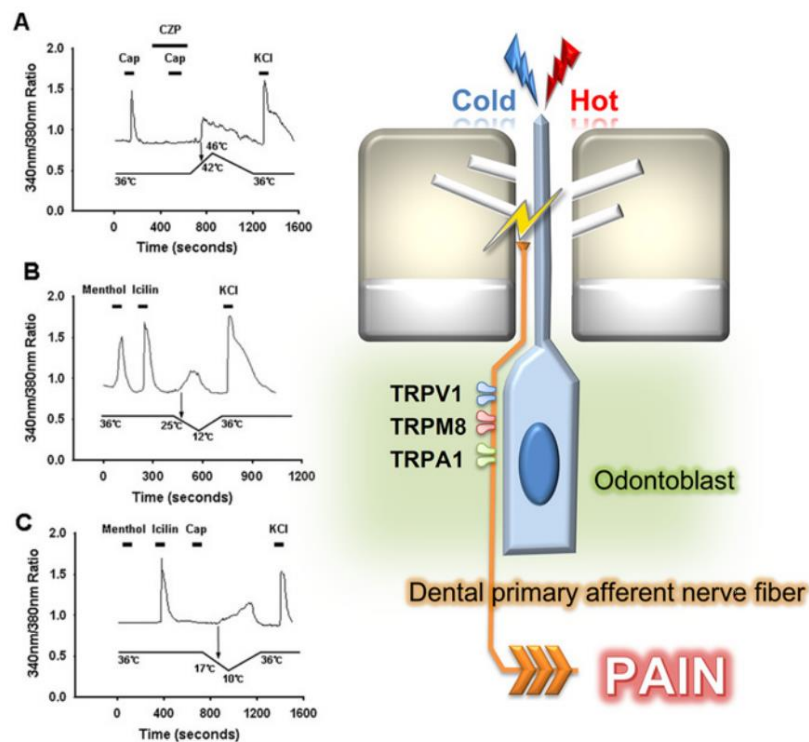 A
CZP
Cap
Cap
KCl
2.0
1.5
1.0
0.5
0.0
340nm/380nm Ratio
46℃
36℃
42℃
36℃
0
400
800
1200
1600
Time (seconds)
B
Menthol
Icilin
KCl
2.0
1.5
1.0
0.5
0.0
340nm/380nm Ratio
36℃
25℃
12℃
36℃
0
300
600
900
1200
Time (seconds)
C
Menthol
Icilin
Cap
KCl
2.0
1.5
1.0
0.5
0.0
340nm/380nm Ratio
36℃
17℃
10℃
36℃
0
400
800
1200
1600
Time (seconds)
Cold
Hot
TRPV1
TRPM8
TRPA1
Odontoblast
Dental primary afferent nerve fiber
PAIN